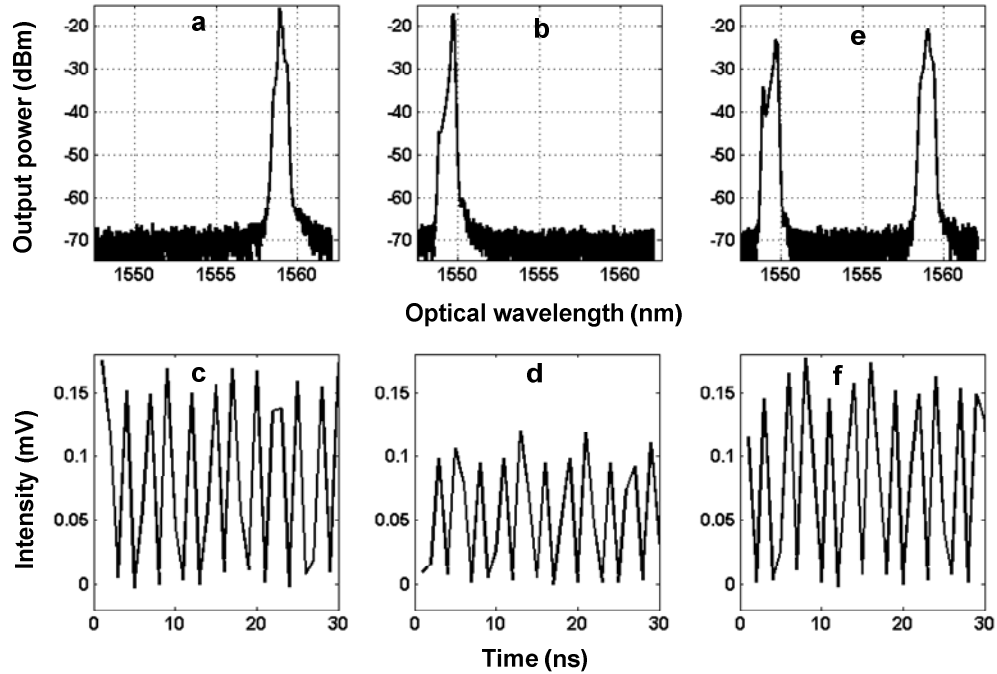 a b e
Output power (dBm)
-20 -20 -20
-30 -30 -30
-40 -40 -40
-50 -50 -50
-60 -60 -60
-70 -70 -70
1550 1555 1560 1550 1555 1560 1550 1555 1560
Optical wavelength (nm)
c d f
Intensity (mV)
0.15 0.15 0.15
0.1 0.1 0.1
0.05 0.05 0.05
0 0 0
0 10 20 30 0 10 20 30 0 10 20 30
Time (ns)